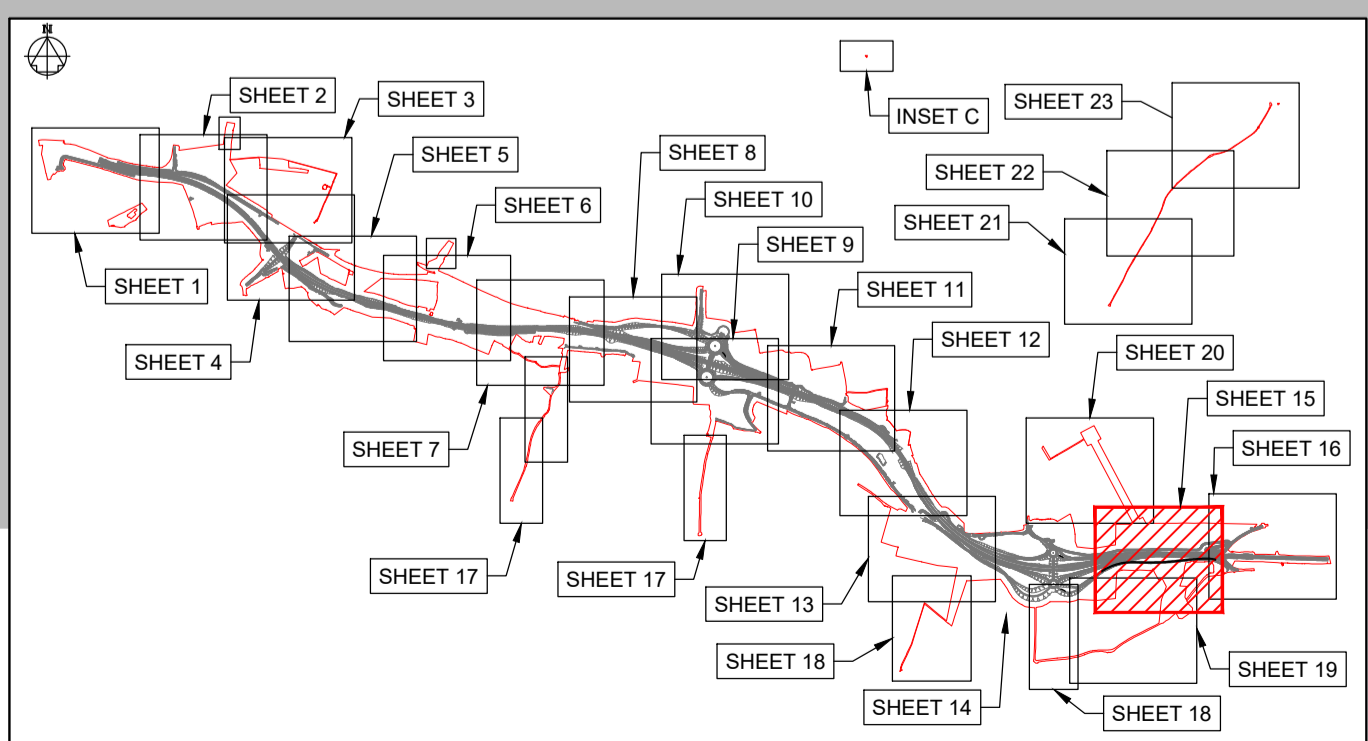 N
SHEET 2
SHEET 3
INSET C
SHEET 23
SHEET 5
SHEET 8
SHEET 22
SHEET 6
SHEET 10
SHEET 21
SHEET 9
SHEET 1
SHEET 11
SHEET 12
SHEET 4
SHEET 20
SHEET 15
SHEET 7
SHEET 16
SHEET 17
SHEET 17
SHEET 13
SHEET 18
SHEET 19
SHEET 14
SHEET 18